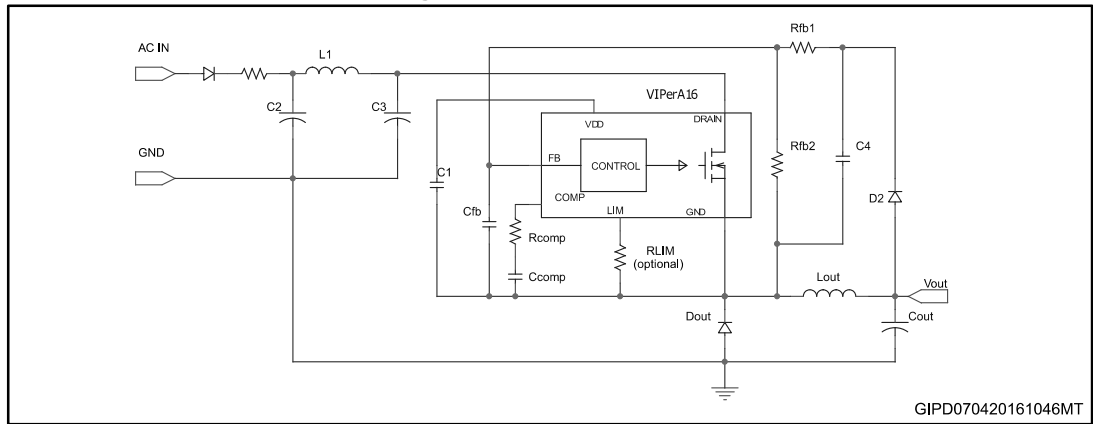 AC IN
L1
C2
C3
GND
Rfb1
VIPerA16
VDD
DRAIN
FB
CONTROL
C1
COMP
LIM
GND
Cfb
Rcomp
Ccomp
RLIM
(optional)
Rfb2
C4
D2
Lout
Vout
Dout
Cout
GIPD070420161046MT